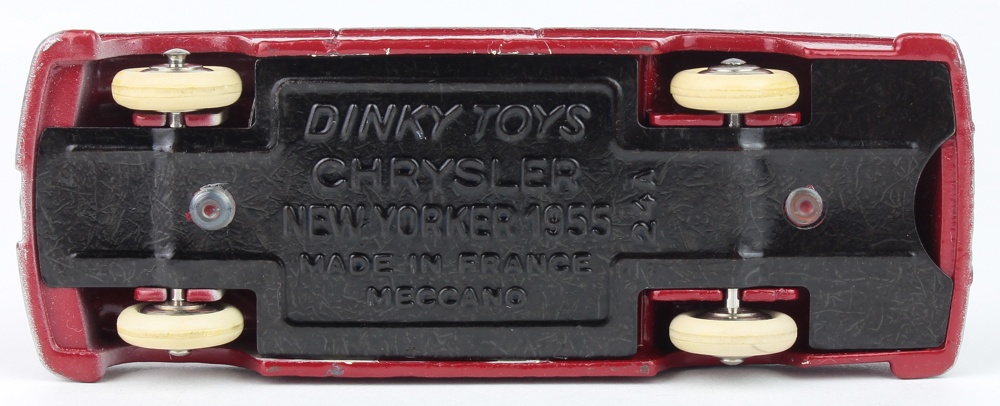 DINKY TOYS
CHRYSLER
NEW YORKER 1955
MADE IN FRANCE
MECCANO
24A